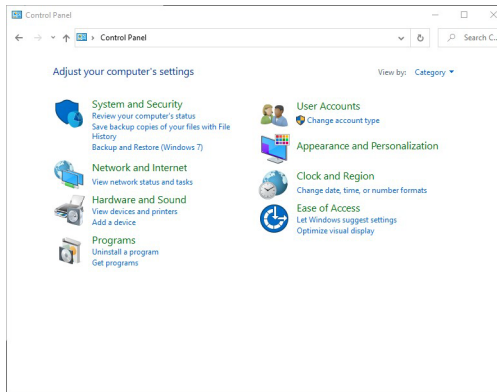 Control Panel
Control Panel
Search C...
Adjust your computer's settings
View by: Category
System and Security
Review your computer's status
Save backup copies of your files with File
History
Backup and Restore (Windows 7)
Network and Internet
View network status and tasks
Hardware and Sound
View devices and printers
Add a device
Programs
Uninstall a program
Get programs
User Accounts
Change account type
Appearance and Personalization
Clock and Region
Change date, time, or number formats
Ease of Access
Let Windows suggest settings
Optimize visual display